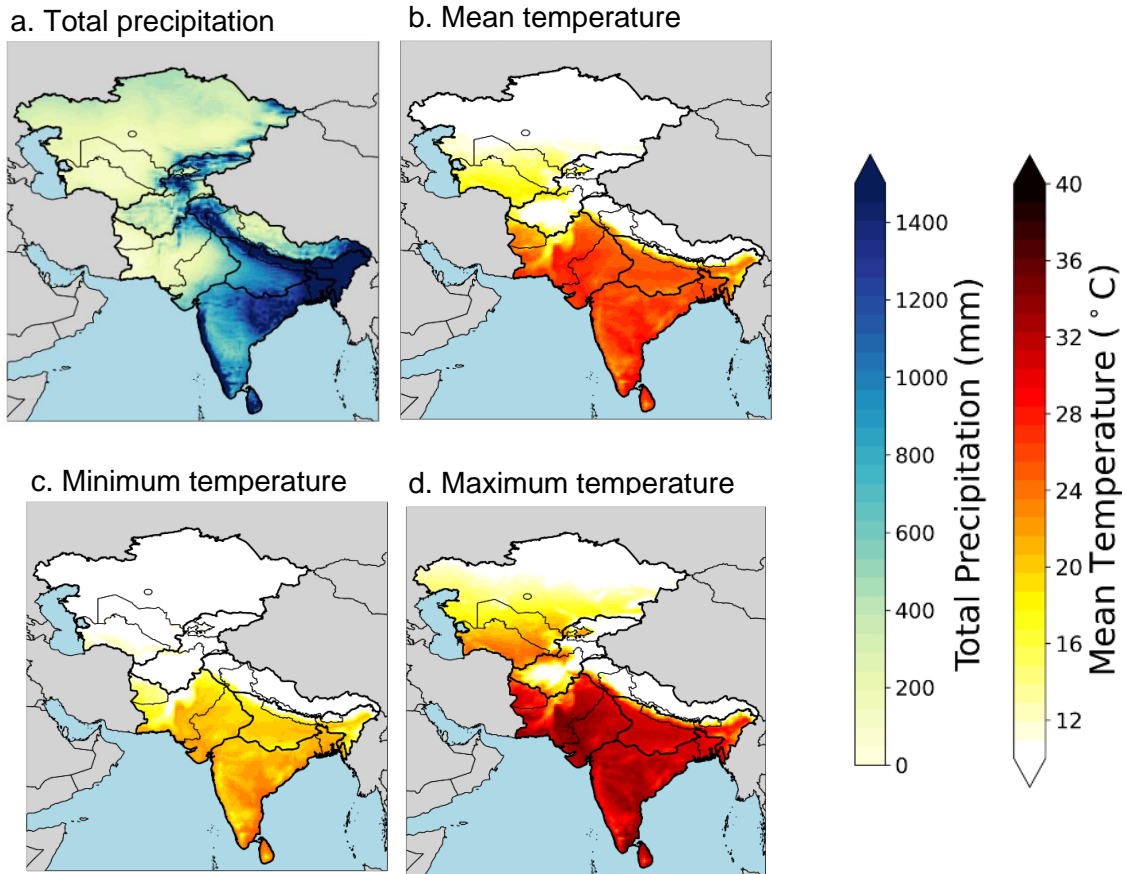 a. Total precipitation
b. Mean temperature
c. Minimum temperature
d. Maximum temperature
1400
1200
1000
800
600
400
200
0
Total Precipitation (mm)
40
36
32
28
24
20
16
12
Mean Temperature (°C)